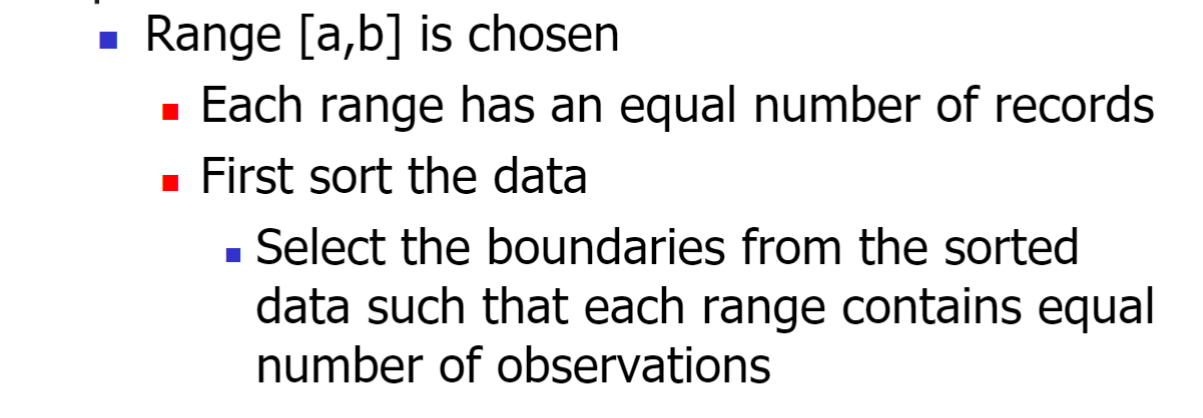 Range [a,b] is chosen
Each range has an equal number of records
First sort the data
Select the boundaries from the sorted
data such that each range contains equal
number of observations